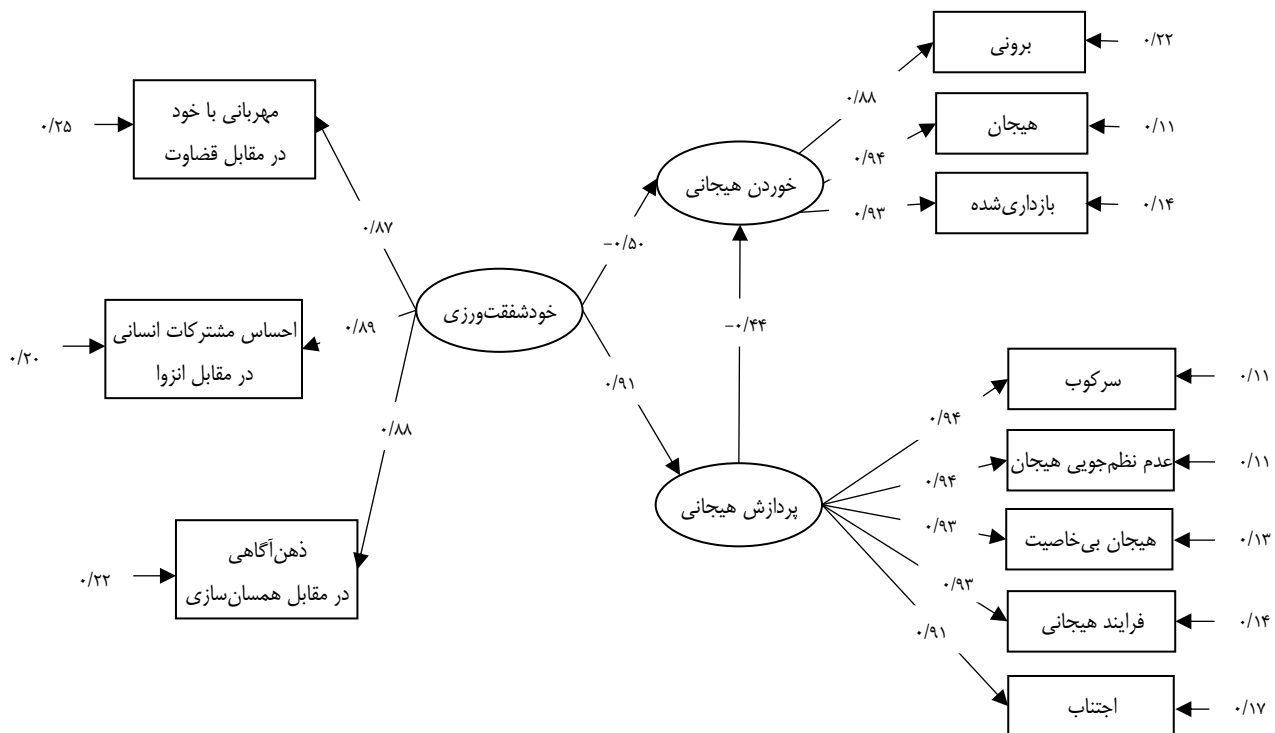 برونی
۰/۲۲
۰/۸۸
مهربانی با خود
در مقابل قضاوت
۰/۲۵
هیجان
۰/۱۱
۰/۹۴
خوردن هیجانی
بازداری‌شده
۰/۱۴
۰/۹۳
۰/۸۷
−۰/۵۰
خودشفقت‌ورزی
احساس مشترکات انسانی
در مقابل انزوا
۰/۲۰
۰/۸۹
−۰/۴۴
۰/۹۱
سرکوب
۰/۱۱
۰/۹۴
۰/۸۸
عدم نظم‌جویی هیجان
۰/۱۱
۰/۹۴
پردازش هیجانی
هیجان بی‌خاصیت
۰/۱۳
۰/۹۳
ذهن‌آگاهی
در مقابل همسان‌سازی
۰/۲۲
فرایند هیجانی
۰/۱۴
۰/۹۳
۰/۹۱
اجتناب
۰/۱۷